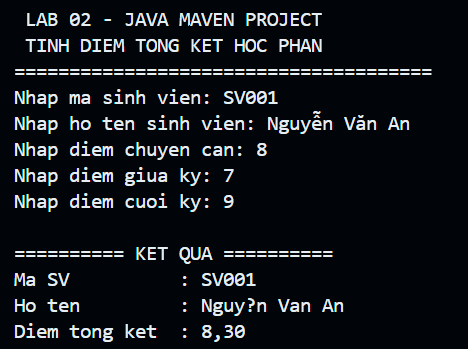 LAB 02 - JAVA MAVEN PROJECT
TINH DIEM TONG KET HOC PHAN
======================================
Nhap ma sinh vien: SV001
Nhap ho ten sinh vien: Nguyễn Văn An
Nhap diem chuyen can: 8
Nhap diem giua ky: 7
Nhap diem cuoi ky: 9
========== KET QUA ==========
Ma SV          : SV001
Ho ten         : Nguy?n Van An
Diem tong ket  : 8,30